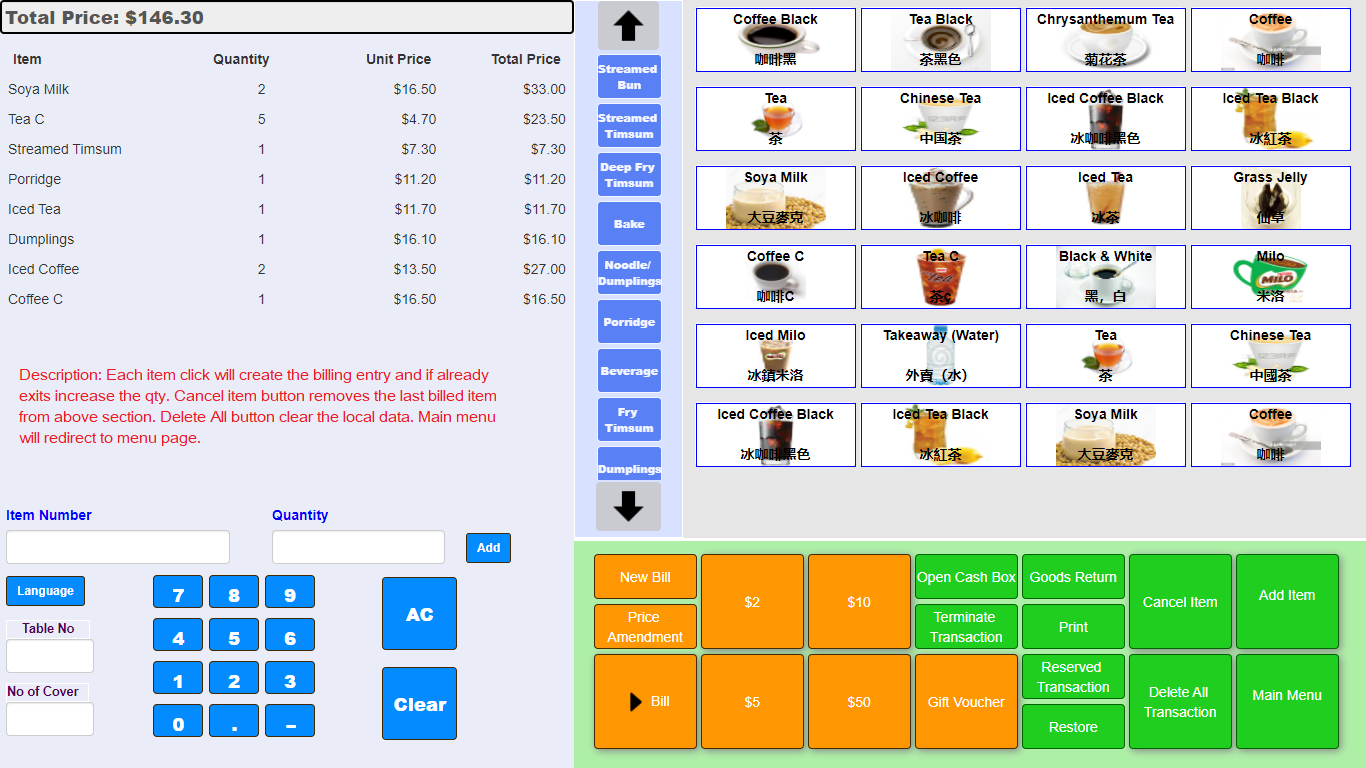 Total Price: $146.30
Item Quantity Unit Price Total Price
Soya Milk 2 $16.50 $33.00
Tea C 5 $4.70 $23.50
Streamed Timsum 1 $7.30 $7.30
Porridge 1 $11.20 $11.20
Iced Tea 1 $11.70 $11.70
Dumplings 1 $16.10 $16.10
Iced Coffee 2 $13.50 $27.00
Coffee C 1 $16.50 $16.50
Description: Each item click will create the billing entry and if already
exits increase the qty. Cancel item button removes the last billed item
from above section. Delete All button clear the local data. Main menu
will redirect to menu page.
Item Number Quantity
Add
Language
Table No
No of Cover
7 8 9
4 5 6
1 2 3
0 . –
AC
Clear
Streamed
Bun
Streamed
Timsum
Deep Fry
Timsum
Bake
Noodle/
Dumplings
Porridge
Beverage
Fry
Timsum
Dumplings
Coffee Black
咖啡黑
Tea Black
茶黑色
Chrysanthemum Tea
菊花茶
Coffee
咖啡
Tea
茶
Chinese Tea
中国茶
Iced Coffee Black
冰咖啡黑色
Iced Tea Black
冰紅茶
Soya Milk
大豆麥克
Iced Coffee
冰咖啡
Iced Tea
冰茶
Grass Jelly
仙草
Coffee C
咖啡C
Tea C
茶c
Black & White
黑，白
Milo
MILO
米洛
Iced Milo
冰鎮米洛
Takeaway (Water)
外賣（水）
Tea
茶
Chinese Tea
中國茶
Iced Coffee Black
冰咖啡黑色
Iced Tea Black
冰紅茶
Soya Milk
大豆麥克
Coffee
咖啡
New Bill
Price
Amendment
$2
$10
Open Cash Box
Terminate
Transaction
Goods Return
Print
Cancel Item
Add Item
Bill
$5
$50
Gift Voucher
Reserved
Transaction
Restore
Delete All
Transaction
Main Menu